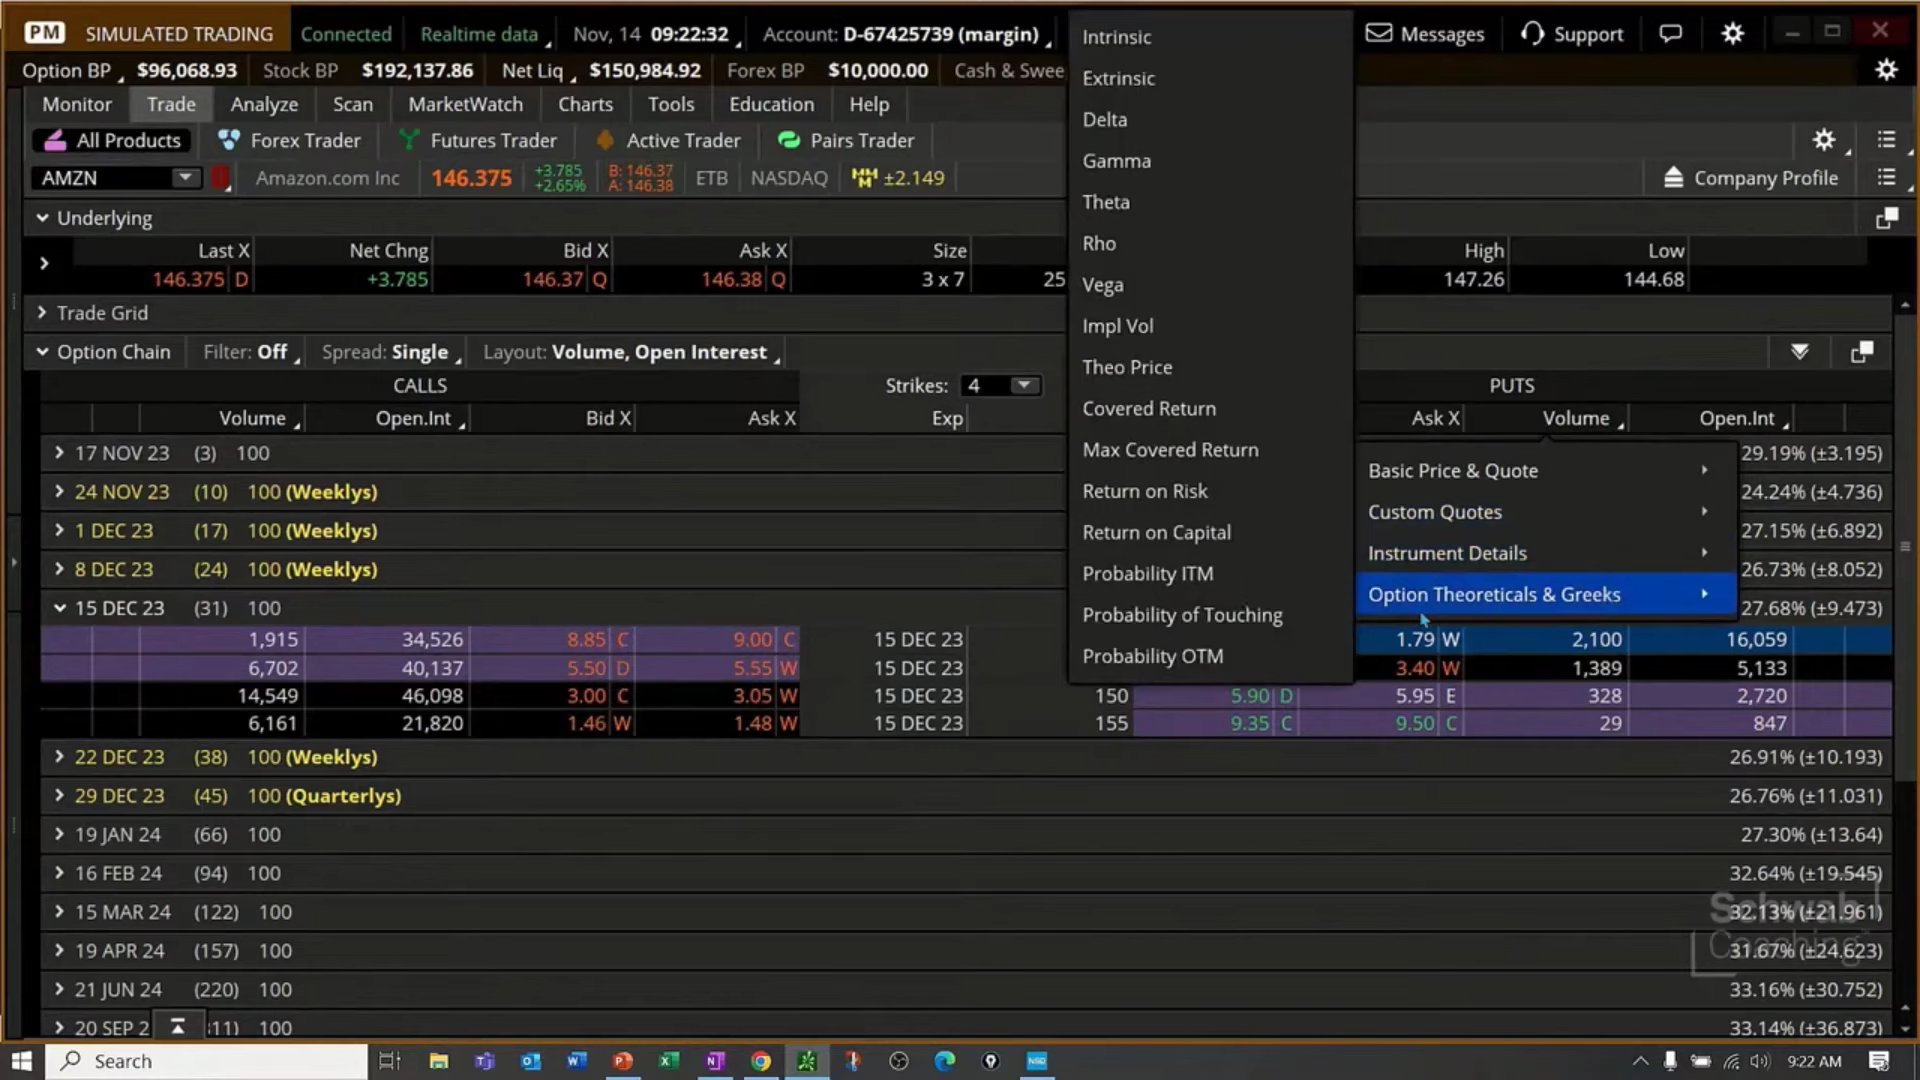 PM SIMULATED TRADING Connected Realtime data Nov, 14 09:22:32 Account: D-67425739 (margin) Messages Support
Option BP $96,068.93 Stock BP $192,137.86 Net Liq $150,984.92 Forex BP $10,000.00 Cash & Swee
Monitor Trade Analyze Scan MarketWatch Charts Tools Education Help
All Products Forex Trader Futures Trader Active Trader Pairs Trader
AMZN Amazon.com Inc 146.375 +3.785 +2.65% B: 146.37 A: 146.38 ETB NASDAQ ±2.149 Company Profile
Underlying
Last X Net Chng Bid X Ask X Size High Low
146.375 D +3.785 146.37 Q 146.38 Q 3 x 7 25 147.26 144.68
Trade Grid
Option Chain Filter: Off Spread: Single Layout: Volume, Open Interest
CALLS Strikes: 4 PUTS
Volume Open.Int Bid X Ask X Exp Ask X Volume Open.Int
17 NOV 23 (3) 100 29.19% (±3.195)
24 NOV 23 (10) 100 (Weeklys) 24.24% (±4.736)
1 DEC 23 (17) 100 (Weeklys) 27.15% (±6.892)
8 DEC 23 (24) 100 (Weeklys) 26.73% (±8.052)
15 DEC 23 (31) 100 27.68% (±9.473)
1,915 34,526 8.85 C 9.00 C 15 DEC 23 1.79 W 2,100 16,059
6,702 40,137 5.50 D 5.55 W 15 DEC 23 3.40 W 1,389 5,133
14,549 46,098 3.00 C 3.05 W 15 DEC 23 150 5.90 D 5.95 E 328 2,720
6,161 21,820 1.46 W 1.48 W 15 DEC 23 155 9.35 C 9.50 C 29 847
22 DEC 23 (38) 100 (Weeklys) 26.91% (±10.193)
29 DEC 23 (45) 100 (Quarterlys) 26.76% (±11.031)
19 JAN 24 (66) 100 27.30% (±13.64)
16 FEB 24 (94) 100 32.64% (±19.545)
15 MAR 24 (122) 100 32.13% (±21.961)
19 APR 24 (157) 100 31.67% (±24.623)
21 JUN 24 (220) 100 33.16% (±30.752)
20 SEP 2 311) 100 33.14% (±36.873)
Intrinsic
Extrinsic
Delta
Gamma
Theta
Rho
Vega
Impl Vol
Theo Price
Covered Return
Max Covered Return
Return on Risk
Return on Capital
Probability ITM
Probability of Touching
Probability OTM
Basic Price & Quote
Custom Quotes
Instrument Details
Option Theoreticals & Greeks
Schwab
Coaching
Search 9:22 AM